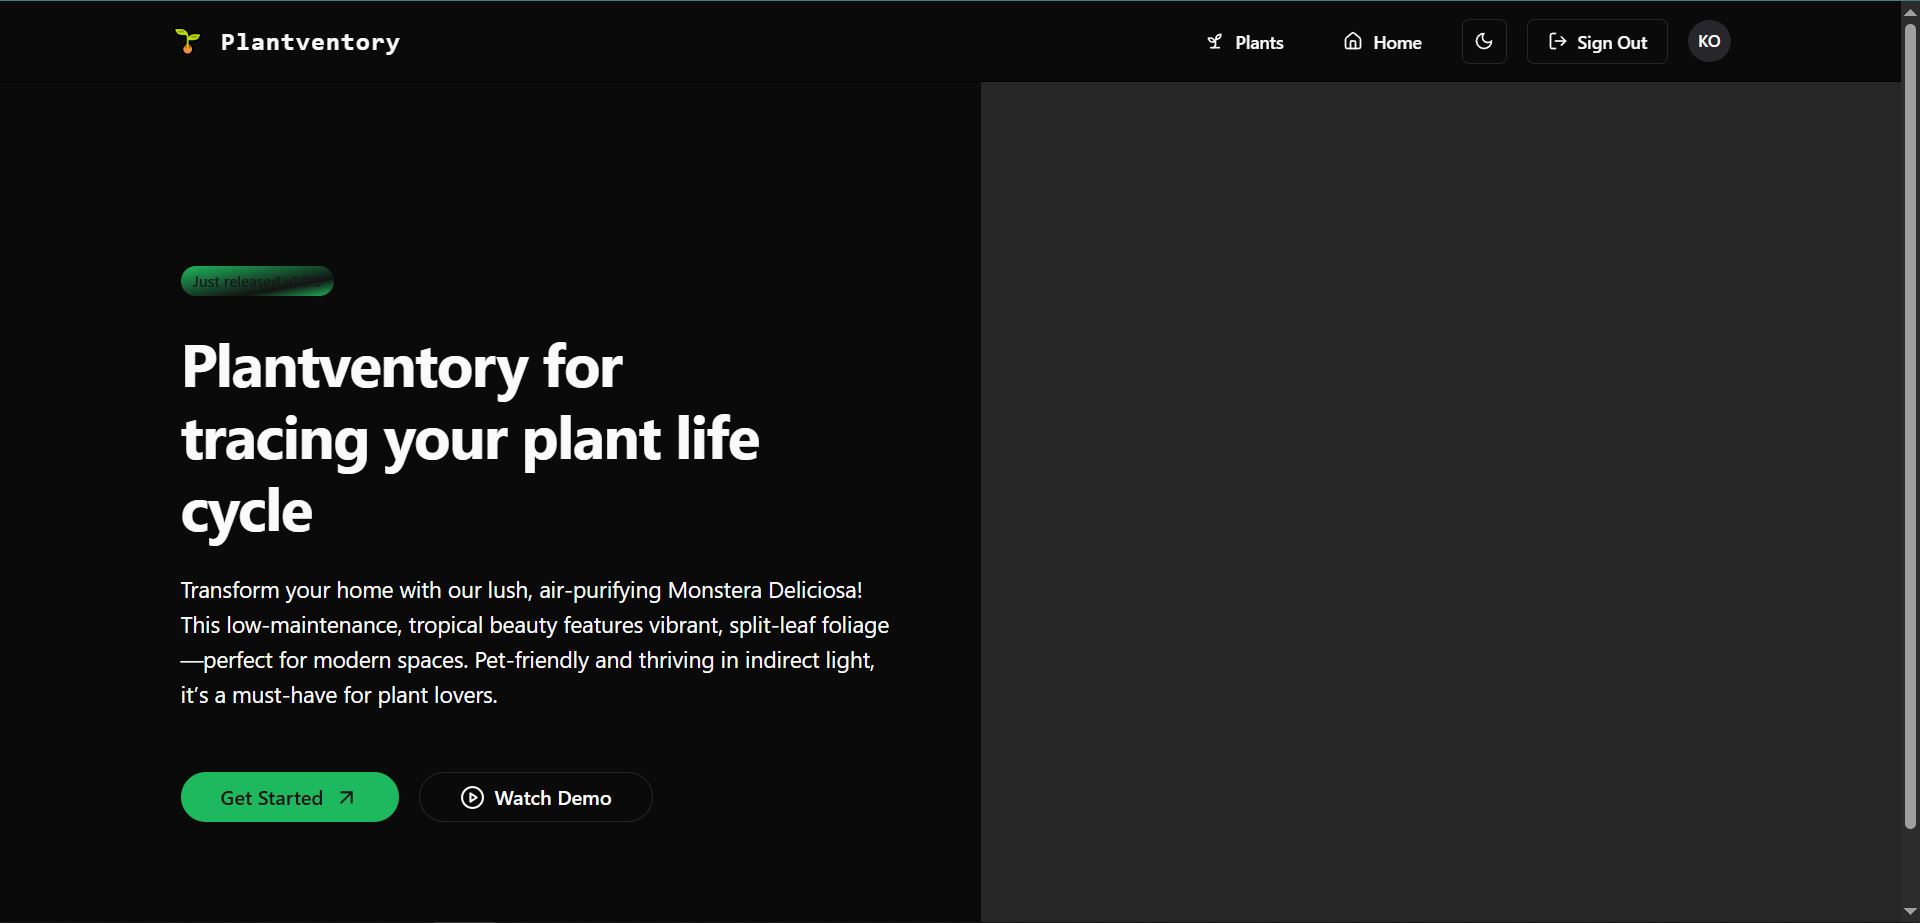 Plantventory
Plants
Home
Sign Out
KO
Just released
Plantventory for
tracing your plant life
cycle
Transform your home with our lush, air-purifying Monstera Deliciosa!
This low-maintenance, tropical beauty features vibrant, split-leaf foliage
—perfect for modern spaces. Pet-friendly and thriving in indirect light,
it’s a must-have for plant lovers.
Get Started
Watch Demo